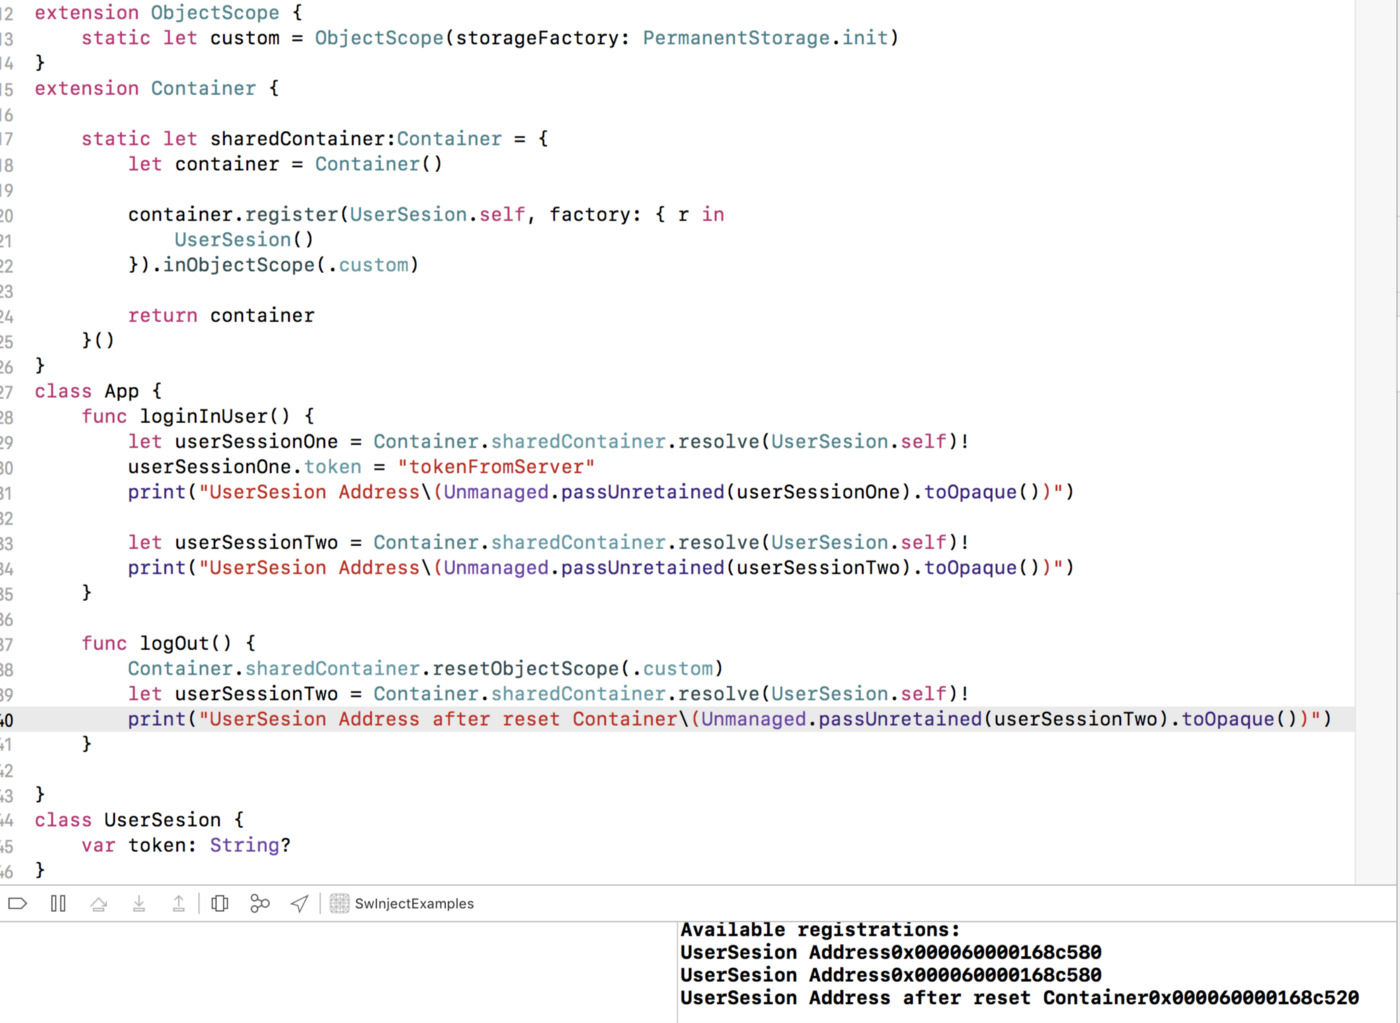 12 extension ObjectScope {
13     static let custom = ObjectScope(storageFactory: PermanentStorage.init)
14 }
15 extension Container {
16
17     static let sharedContainer:Container = {
18         let container = Container()
19
20         container.register(UserSesion.self, factory: { r in
21             UserSesion()
22         }).inObjectScope(.custom)
23
24         return container
25     }()
26 }
27 class App {
28     func loginInUser() {
29         let userSessionOne = Container.sharedContainer.resolve(UserSesion.self)!
30         userSessionOne.token = "tokenFromServer"
31         print("UserSesion Address\(Unmanaged.passUnretained(userSessionOne).toOpaque())")
32
33         let userSessionTwo = Container.sharedContainer.resolve(UserSesion.self)!
34         print("UserSesion Address\(Unmanaged.passUnretained(userSessionTwo).toOpaque())")
35     }
36
37     func logOut() {
38         Container.sharedContainer.resetObjectScope(.custom)
39         let userSessionTwo = Container.sharedContainer.resolve(UserSesion.self)!
40         print("UserSesion Address after reset Container\(Unmanaged.passUnretained(userSessionTwo).toOpaque())")
41     }
42
43 }
44 class UserSesion {
45     var token: String?
46 }
SwInjectExamples
Available registrations:
UserSesion Address0x000060000168c580
UserSesion Address0x000060000168c580
UserSesion Address after reset Container0x000060000168c520